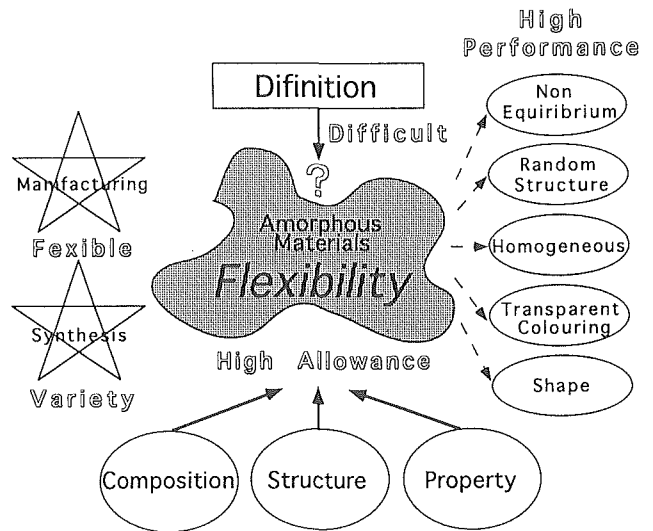 High
Performance
Difinition
Difficult
?
Non
Equiribrium
Random
Structure
Manifacturing
Fexible
Amorphous
Materials
Flexibility
Homogeneous
Synthesis
Variety
Transparent
Colouring
High Allowance
Shape
Composition
Structure
Property